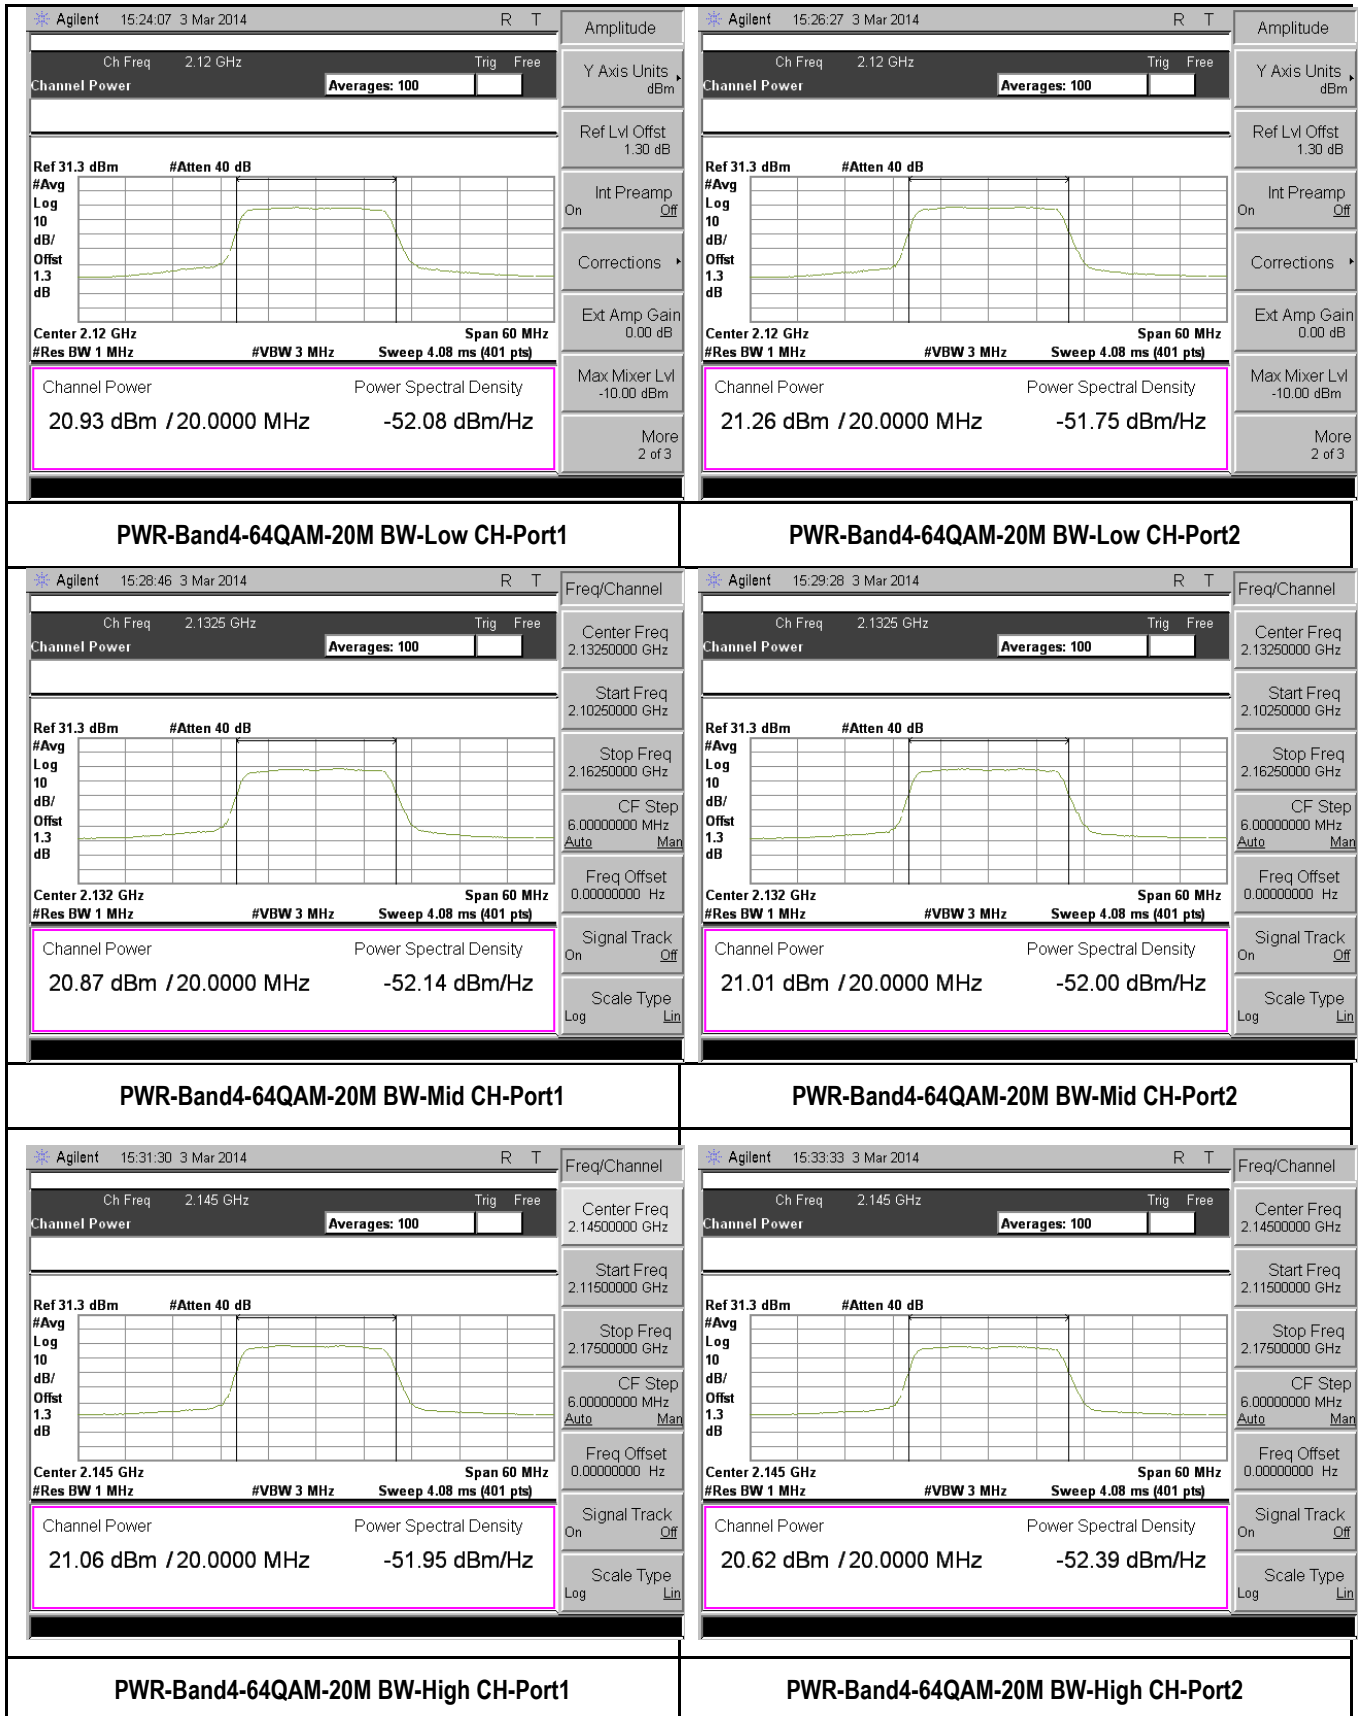 Agilent 15:24:07 3 Mar 2014 R T
Ch Freq 2.12 GHz Trig Free
Channel Power Averages: 100
Ref 31.3 dBm #Atten 40 dB
#Avg
Log
10
dB/
Offst
1.3
dB
Center 2.12 GHz Span 60 MHz
#Res BW 1 MHz #VBW 3 MHz Sweep 4.08 ms (401 pts)
Channel Power Power Spectral Density
20.93 dBm / 20.0000 MHz -52.08 dBm/Hz
Amplitude
Y Axis Units
dBm
Ref Lvl Offst
1.30 dB
Int Preamp
On Off
Corrections
Ext Amp Gain
0.00 dB
Max Mixer Lvl
-10.00 dBm
More
2 of 3
Agilent 15:26:27 3 Mar 2014 R T
Ch Freq 2.12 GHz Trig Free
Channel Power Averages: 100
Ref 31.3 dBm #Atten 40 dB
#Avg
Log
10
dB/
Offst
1.3
dB
Center 2.12 GHz Span 60 MHz
#Res BW 1 MHz #VBW 3 MHz Sweep 4.08 ms (401 pts)
Channel Power Power Spectral Density
21.26 dBm / 20.0000 MHz -51.75 dBm/Hz
Amplitude
Y Axis Units
dBm
Ref Lvl Offst
1.30 dB
Int Preamp
On Off
Corrections
Ext Amp Gain
0.00 dB
Max Mixer Lvl
-10.00 dBm
More
2 of 3
PWR-Band4-64QAM-20M BW-Low CH-Port1
PWR-Band4-64QAM-20M BW-Low CH-Port2
Agilent 15:28:46 3 Mar 2014 R T
Ch Freq 2.1325 GHz Trig Free
Channel Power Averages: 100
Ref 31.3 dBm #Atten 40 dB
#Avg
Log
10
dB/
Offst
1.3
dB
Center 2.132 GHz Span 60 MHz
#Res BW 1 MHz #VBW 3 MHz Sweep 4.08 ms (401 pts)
Channel Power Power Spectral Density
20.87 dBm / 20.0000 MHz -52.14 dBm/Hz
Freq/Channel
Center Freq
2.13250000 GHz
Start Freq
2.10250000 GHz
Stop Freq
2.16250000 GHz
CF Step
6.00000000 MHz
Auto Man
Freq Offset
0.00000000 Hz
Signal Track
On Off
Scale Type
Log Lin
Agilent 15:29:28 3 Mar 2014 R T
Ch Freq 2.1325 GHz Trig Free
Channel Power Averages: 100
Ref 31.3 dBm #Atten 40 dB
#Avg
Log
10
dB/
Offst
1.3
dB
Center 2.132 GHz Span 60 MHz
#Res BW 1 MHz #VBW 3 MHz Sweep 4.08 ms (401 pts)
Channel Power Power Spectral Density
21.01 dBm / 20.0000 MHz -52.00 dBm/Hz
Freq/Channel
Center Freq
2.13250000 GHz
Start Freq
2.10250000 GHz
Stop Freq
2.16250000 GHz
CF Step
6.00000000 MHz
Auto Man
Freq Offset
0.00000000 Hz
Signal Track
On Off
Scale Type
Log Lin
PWR-Band4-64QAM-20M BW-Mid CH-Port1
PWR-Band4-64QAM-20M BW-Mid CH-Port2
Agilent 15:31:30 3 Mar 2014 R T
Ch Freq 2.145 GHz Trig Free
Channel Power Averages: 100
Ref 31.3 dBm #Atten 40 dB
#Avg
Log
10
dB/
Offst
1.3
dB
Center 2.145 GHz Span 60 MHz
#Res BW 1 MHz #VBW 3 MHz Sweep 4.08 ms (401 pts)
Channel Power Power Spectral Density
21.06 dBm / 20.0000 MHz -51.95 dBm/Hz
Freq/Channel
Center Freq
2.14500000 GHz
Start Freq
2.11500000 GHz
Stop Freq
2.17500000 GHz
CF Step
6.00000000 MHz
Auto Man
Freq Offset
0.00000000 Hz
Signal Track
On Off
Scale Type
Log Lin
Agilent 15:33:33 3 Mar 2014 R T
Ch Freq 2.145 GHz Trig Free
Channel Power Averages: 100
Ref 31.3 dBm #Atten 40 dB
#Avg
Log
10
dB/
Offst
1.3
dB
Center 2.145 GHz Span 60 MHz
#Res BW 1 MHz #VBW 3 MHz Sweep 4.08 ms (401 pts)
Channel Power Power Spectral Density
20.62 dBm / 20.0000 MHz -52.39 dBm/Hz
Freq/Channel
Center Freq
2.14500000 GHz
Start Freq
2.11500000 GHz
Stop Freq
2.17500000 GHz
CF Step
6.00000000 MHz
Auto Man
Freq Offset
0.00000000 Hz
Signal Track
On Off
Scale Type
Log Lin
PWR-Band4-64QAM-20M BW-High CH-Port1
PWR-Band4-64QAM-20M BW-High CH-Port2